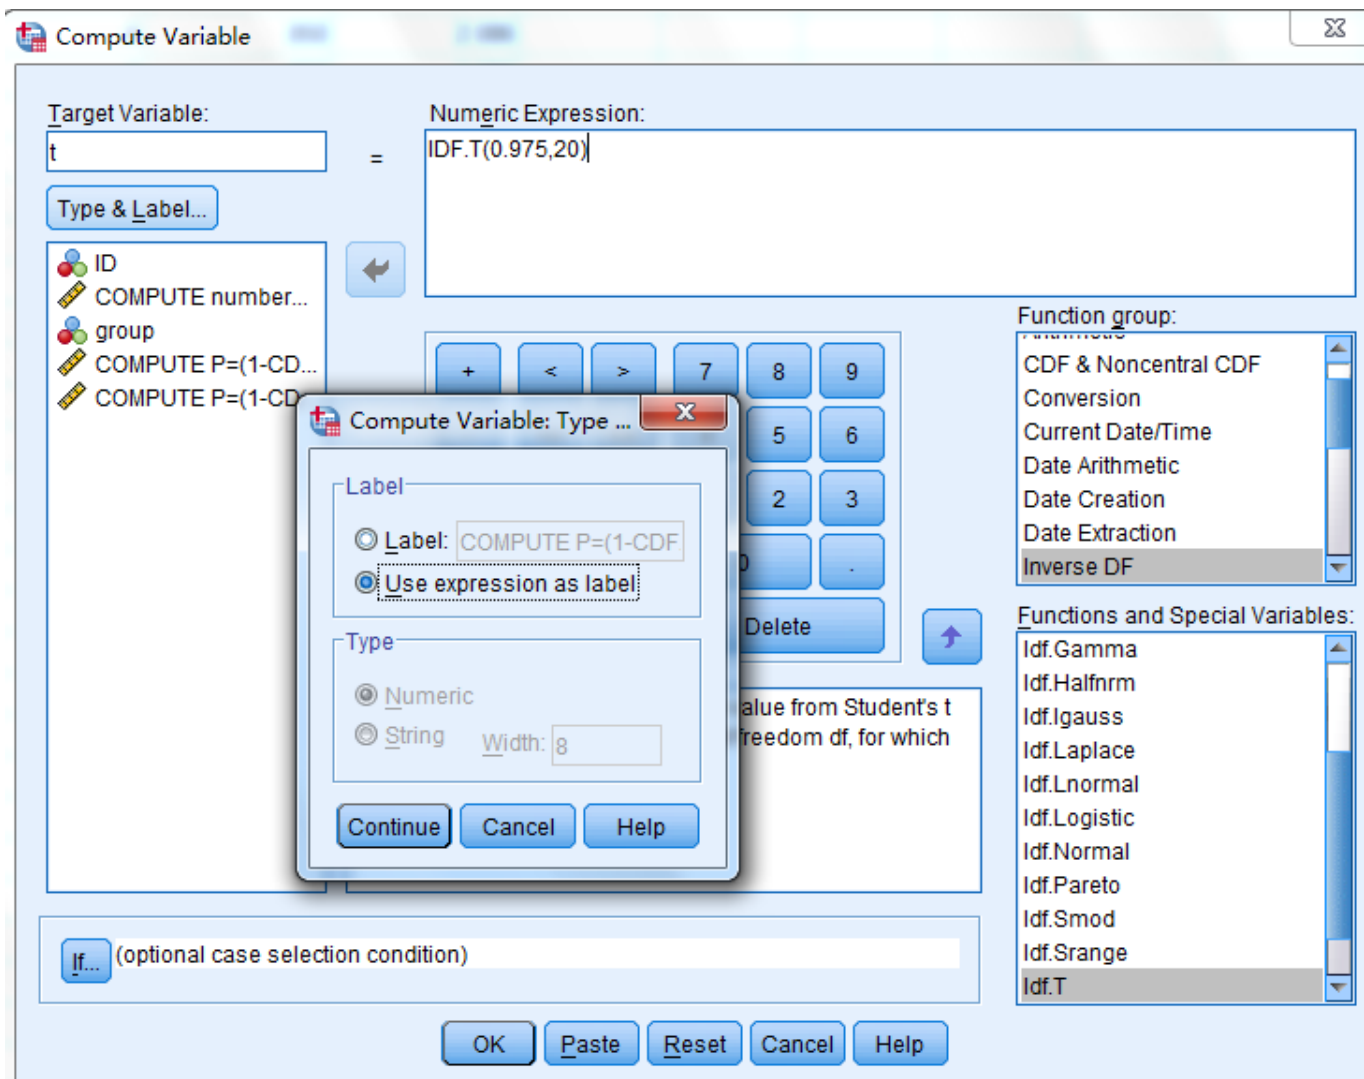 Compute Variable
Target Variable:
t
=
Numeric Expression:
IDF.T(0.975,20)
Type & Label...
ID
COMPUTE number...
group
COMPUTE P=(1-CD...
COMPUTE P=(1-CD
+ < > 7 8 9
5 6
2 3
.
Delete
Function group:
Arithmetic
CDF & Noncentral CDF
Conversion
Current Date/Time
Date Arithmetic
Date Creation
Date Extraction
Inverse DF
Functions and Special Variables:
Idf.Gamma
Idf.Halfnrm
Idf.Igauss
Idf.Laplace
Idf.Lnormal
Idf.Logistic
Idf.Normal
Idf.Pareto
Idf.Smod
Idf.Srange
Idf.T
alue from Student's t
freedom df, for which
Compute Variable: Type ...
Label
Label: COMPUTE P=(1-CDF
Use expression as label
Type
Numeric
String Width: 8
Continue Cancel Help
If... (optional case selection condition)
OK Paste Reset Cancel Help